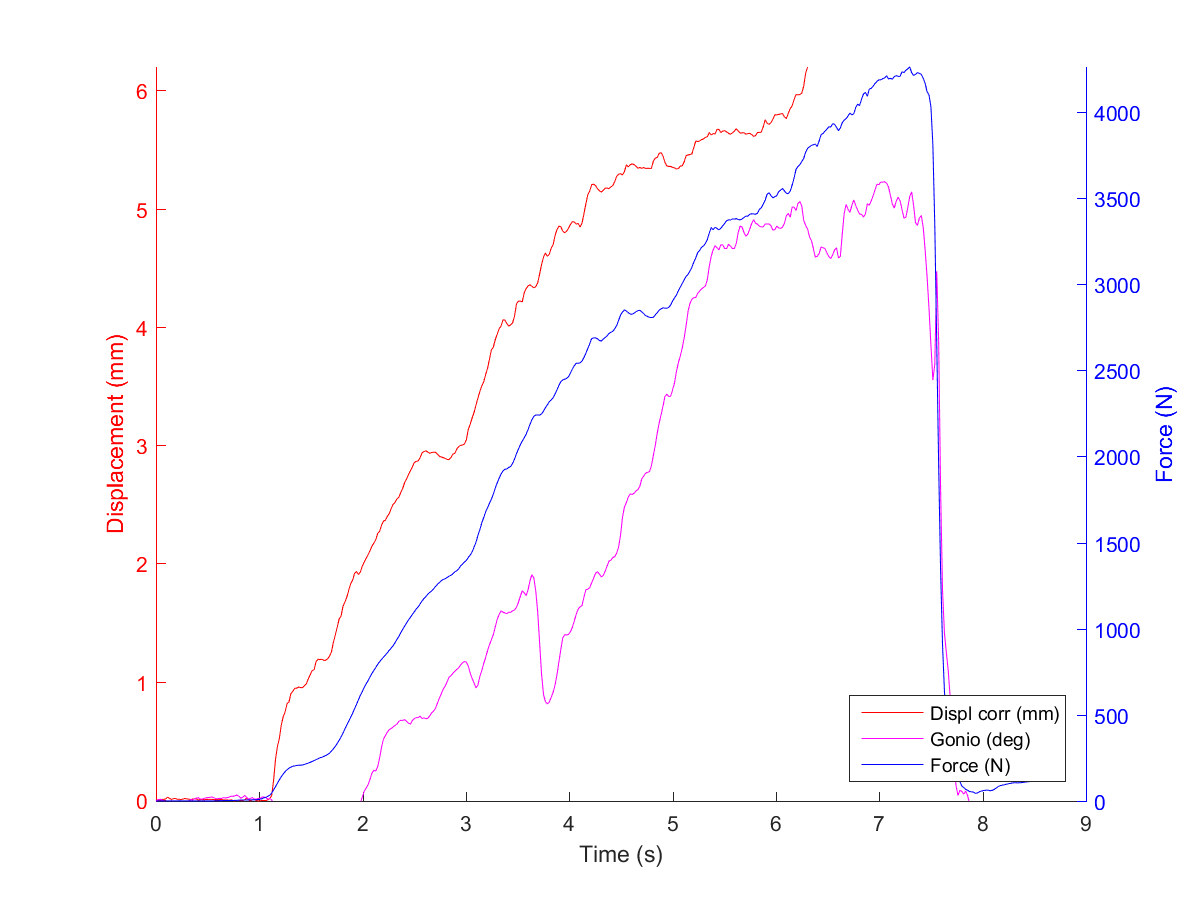 6
5
4
3
2
1
0
Displacement (mm)
4000
3500
3000
2500
2000
1500
1000
500
0
Force (N)
Displ corr (mm)
Gonio (deg)
Force (N)
0 1 2 3 4 5 6 7 8 9
Time (s)